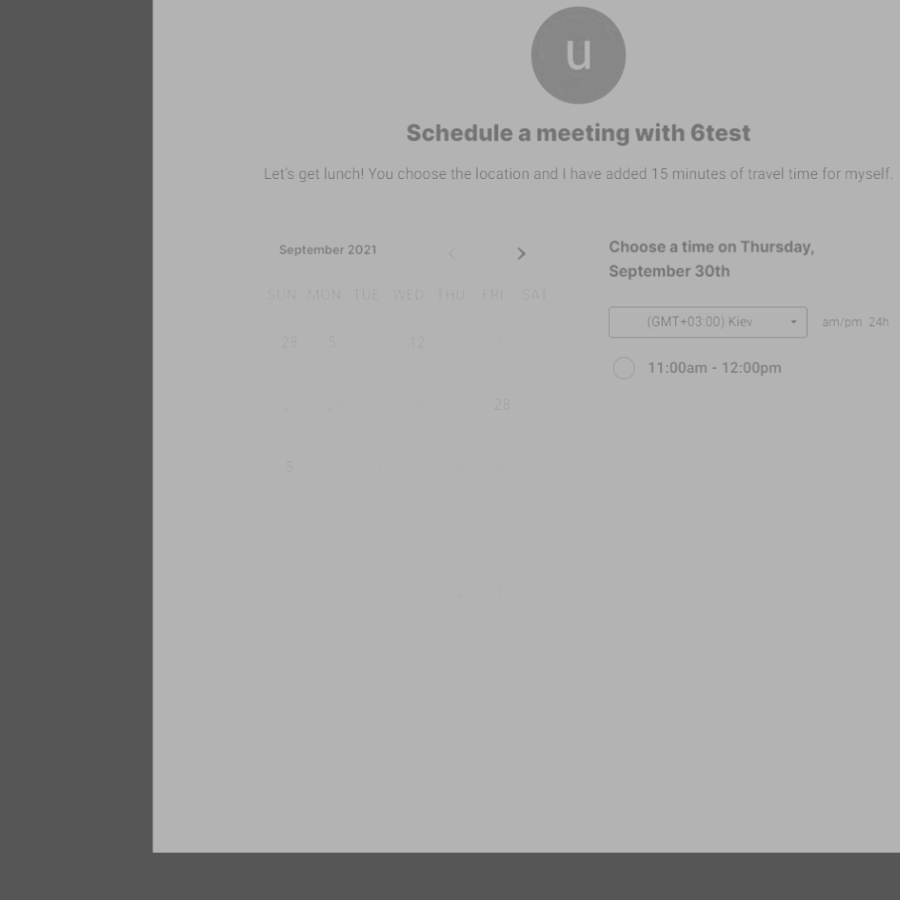 u
Schedule a meeting with 6test
Let's get lunch! You choose the location and I have added 15 minutes of travel time for myself.
September 2021
SUN MON TUE WED THU FRI SAT
28 5 12
28
5
Choose a time on Thursday,
September 30th
(GMT+03:00) Kiev
am/pm 24h
11:00am - 12:00pm